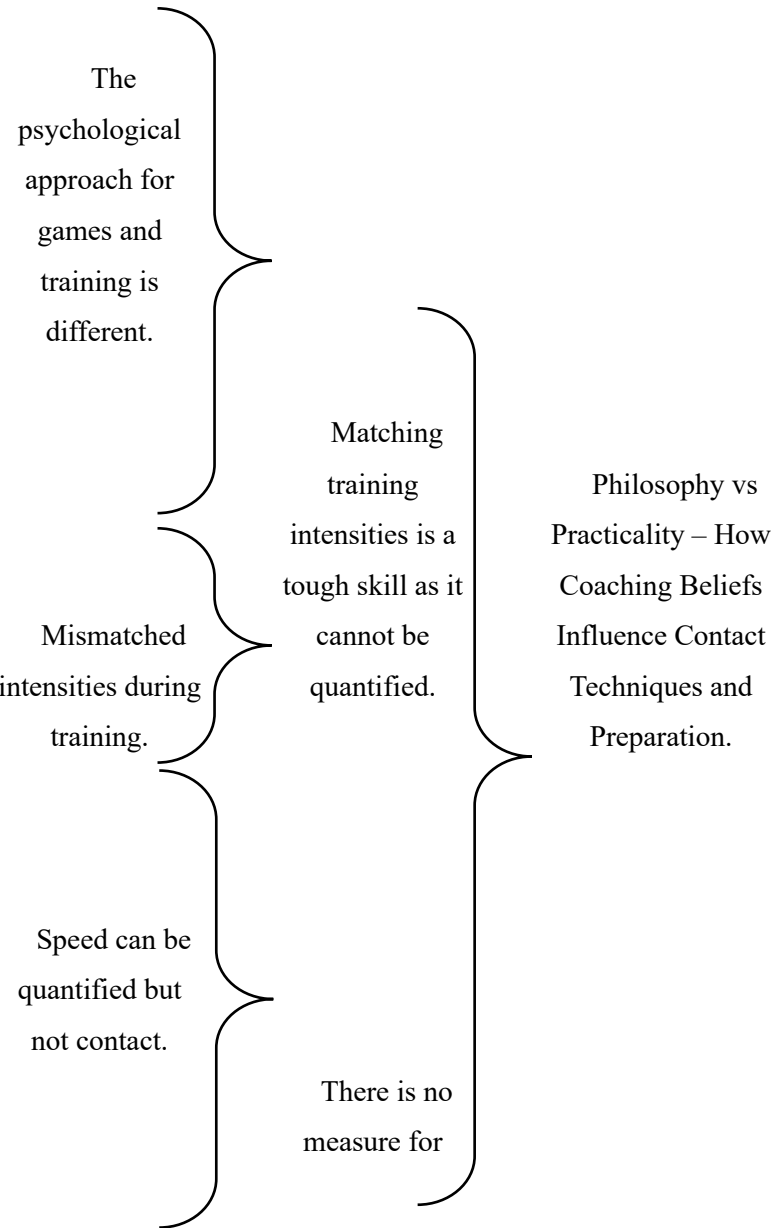 The
psychological
approach for
games and
training is
different.
Mismatched
intensities during
training.
Speed can be
quantified but
not contact.
Matching
training
intensities is a
tough skill as it
cannot be
quantified.
There is no
measure for
Philosophy vs
Practicality – How
Coaching Beliefs
Influence Contact
Techniques and
Preparation.